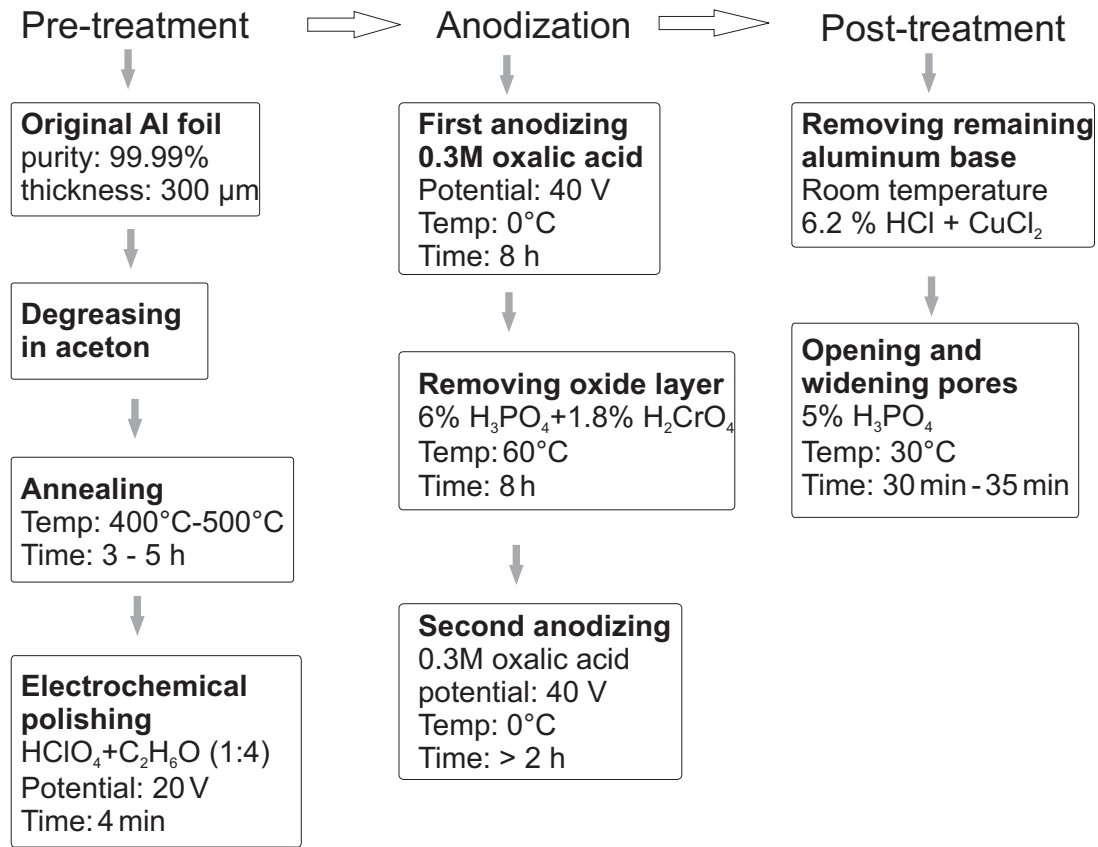 Pre-treatment
Original Al foil
purity: 99.99%
thickness: 300 µm
Degreasing
in aceton
Annealing
Temp: 400°C-500°C
Time: 3 - 5 h
Electrochemical
polishing
HClO₄+C₂H₆O (1:4)
Potential: 20 V
Time: 4 min
Anodization
First anodizing
0.3M oxalic acid
Potential: 40 V
Temp: 0°C
Time: 8 h
Removing oxide layer
6% H₃PO₄+1.8% H₂CrO₄
Temp: 60°C
Time: 8 h
Second anodizing
0.3M oxalic acid
potential: 40 V
Temp: 0°C
Time: > 2 h
Post-treatment
Removing remaining
aluminum base
Room temperature
6.2 % HCl + CuCl₂
Opening and
widening pores
5% H₃PO₄
Temp: 30°C
Time: 30 min - 35 min